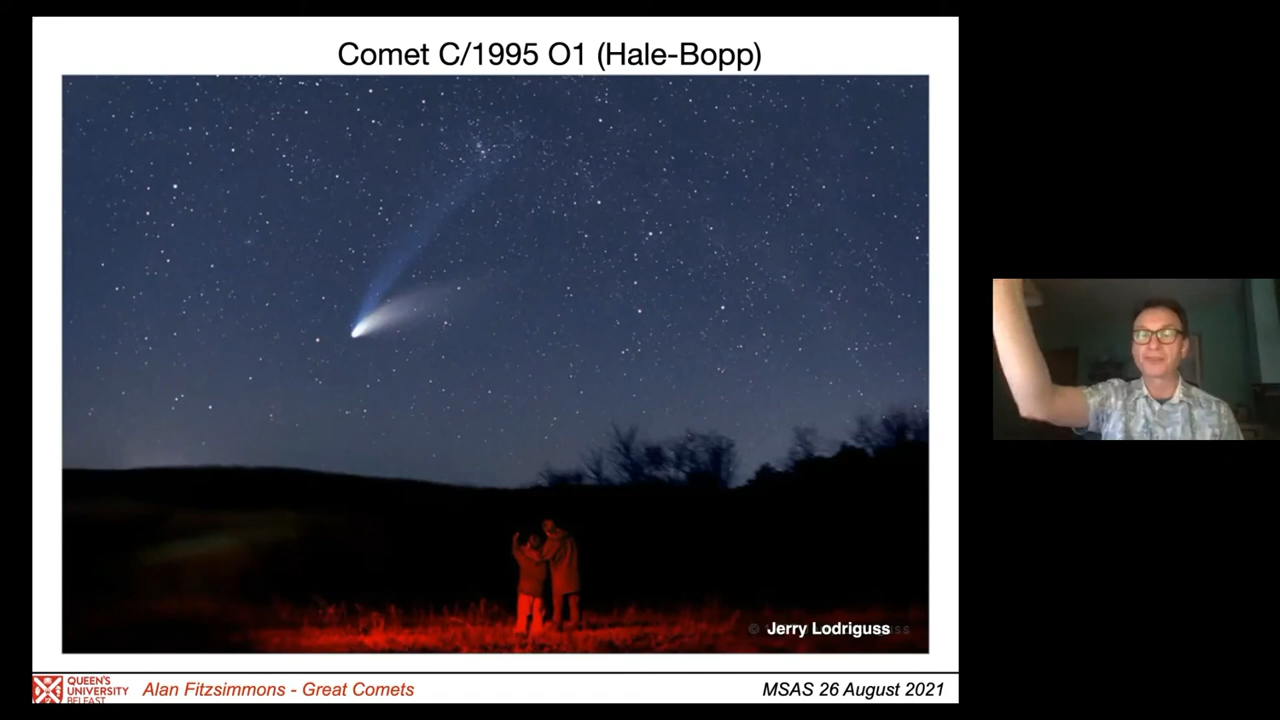 Comet C/1995 O1 (Hale-Bopp)
© Jerry Lodriguss
QUEEN'S
UNIVERSITY
BELFAST
Alan Fitzsimmons - Great Comets
MSAS 26 August 2021